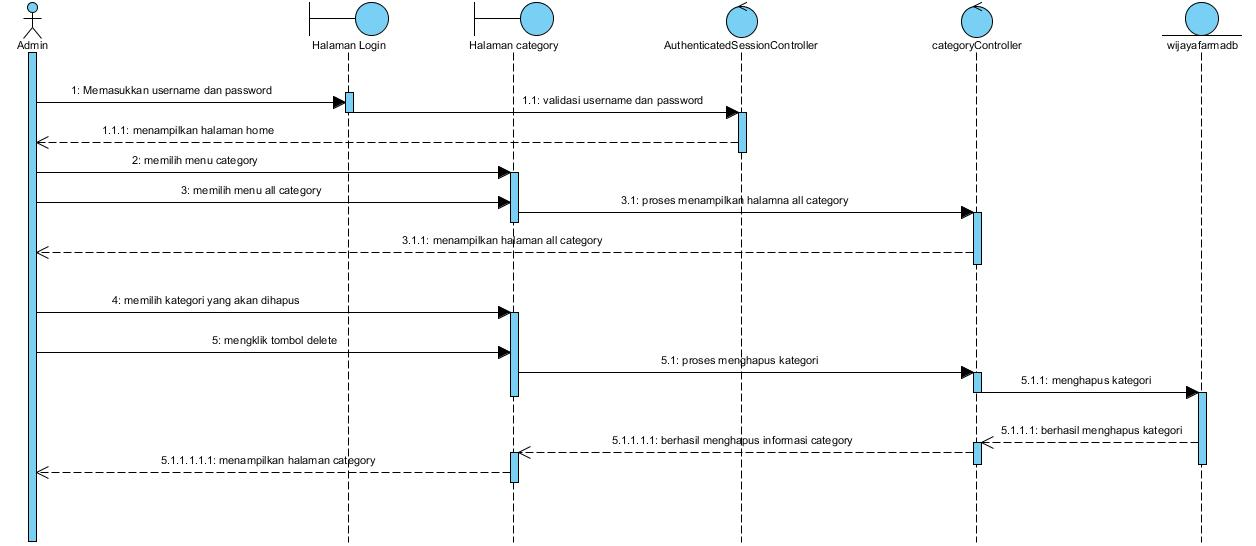 Admin
Halaman Login
Halaman category
AuthenticatedSessionController
categoryController
wijayafarmadb
1: Memasukkan username dan password
1.1: validasi username dan password
1.1.1: menampilkan halaman home
2: memilih menu category
3: memilih menu all category
3.1: proses menampilkan halamna all category
3.1.1: menampilkan halaman all category
4: memilih kategori yang akan dihapus
5: mengklik tombol delete
5.1: proses menghapus kategori
5.1.1: menghapus kategori
5.1.1.1: berhasil menghapus kategori
5.1.1.1.1: berhasil menghapus informasi category
5.1.1.1.1.1: menampilkan halaman category